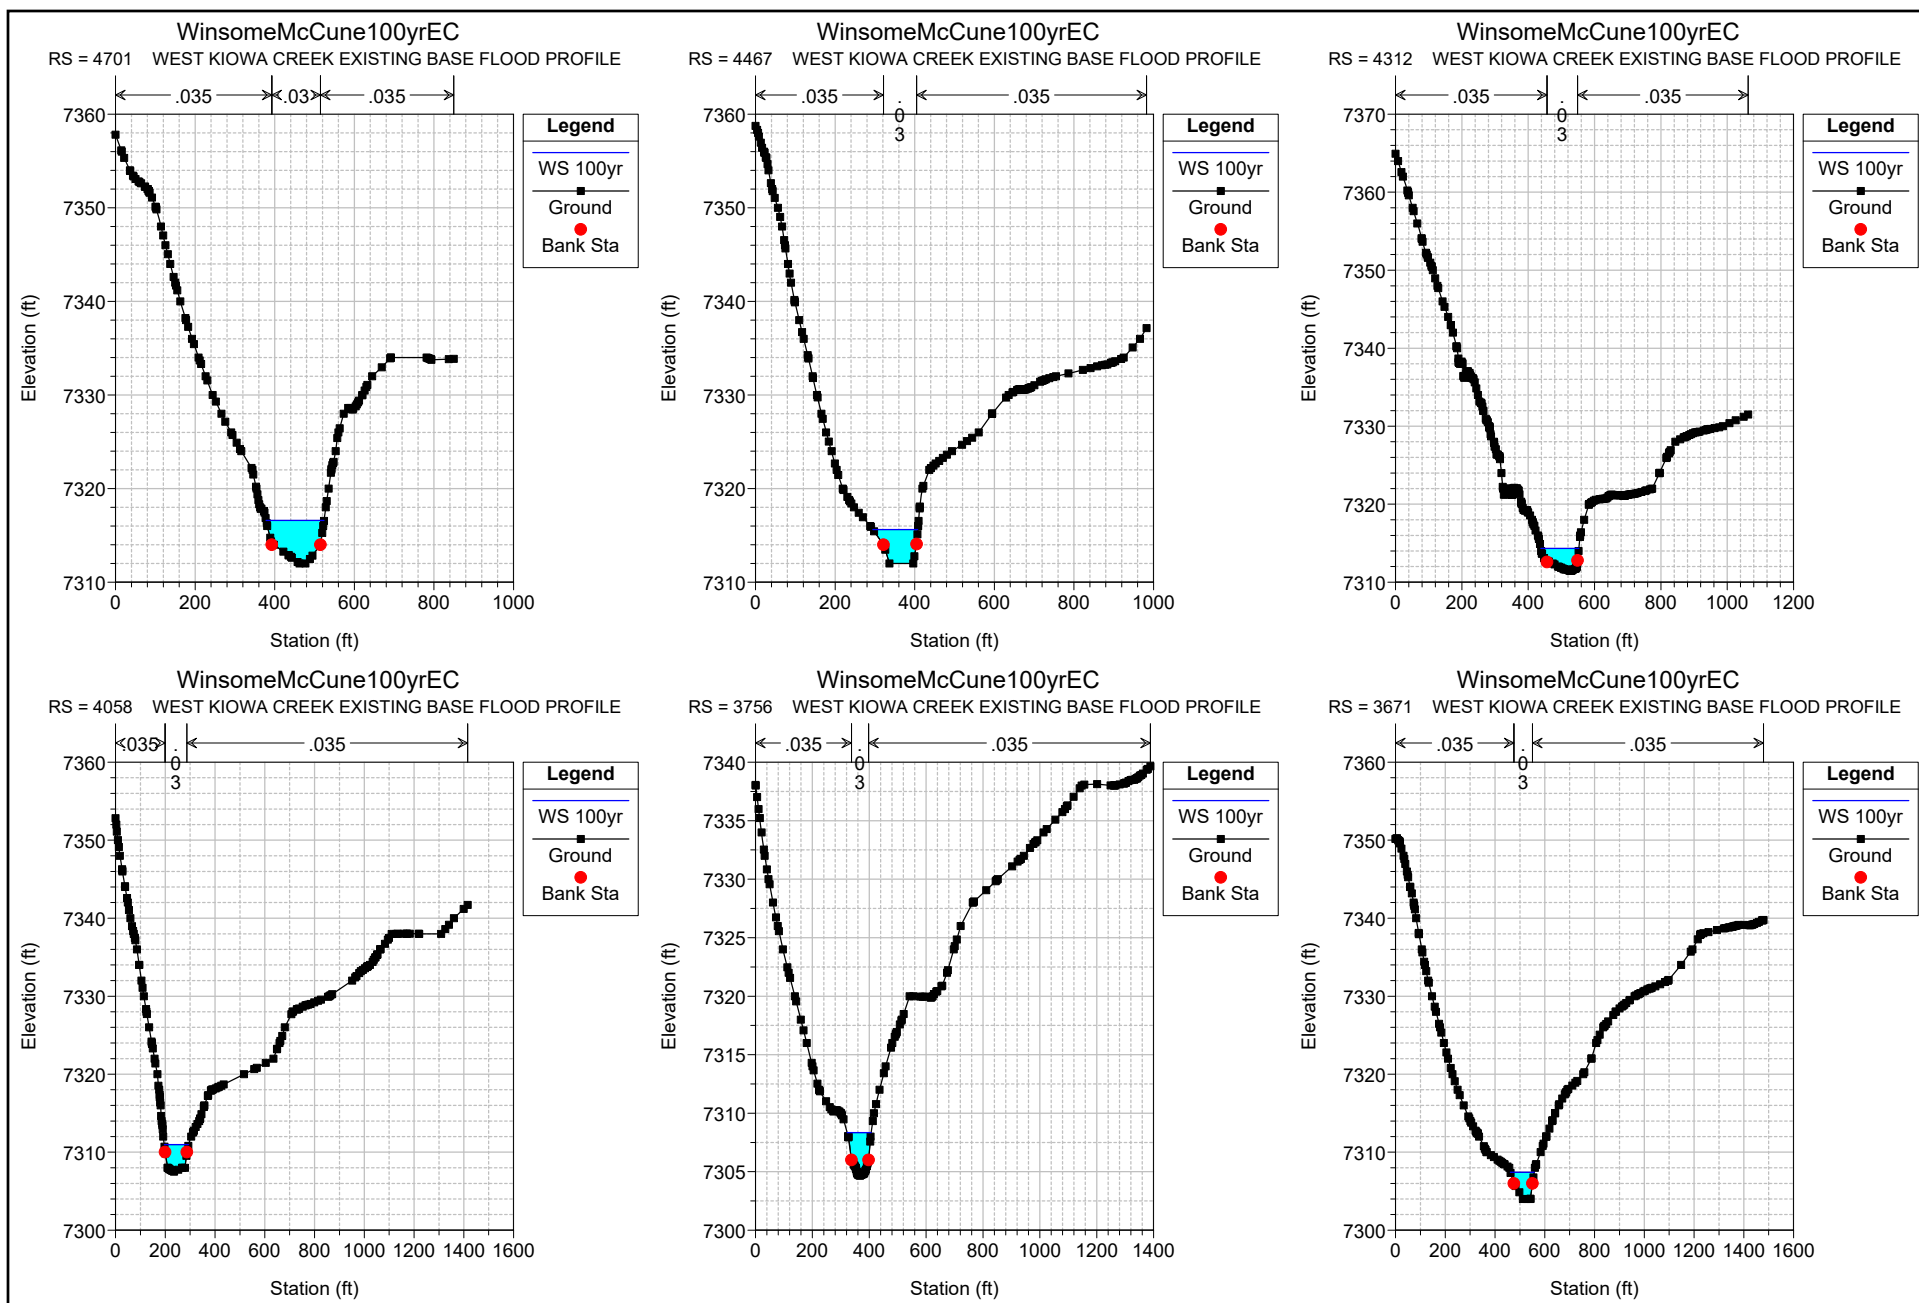 WinsomeMcCune100yrEC
RS = 4701 WEST KIOWA CREEK EXISTING BASE FLOOD PROFILE
.035 .03 .035
Legend
WS 100yr
Ground
Bank Sta
7360
7350
7340
7330
7320
7310
Elevation (ft)
0 200 400 600 800 1000
Station (ft)
WinsomeMcCune100yrEC
RS = 4467 WEST KIOWA CREEK EXISTING BASE FLOOD PROFILE
.035 .03 .035
Legend
WS 100yr
Ground
Bank Sta
7360
7350
7340
7330
7320
7310
Elevation (ft)
0 200 400 600 800 1000
Station (ft)
WinsomeMcCune100yrEC
RS = 4312 WEST KIOWA CREEK EXISTING BASE FLOOD PROFILE
.035 .03 .035
Legend
WS 100yr
Ground
Bank Sta
7370
7360
7350
7340
7330
7320
7310
Elevation (ft)
0 200 400 600 800 1000 1200
Station (ft)
WinsomeMcCune100yrEC
RS = 4058 WEST KIOWA CREEK EXISTING BASE FLOOD PROFILE
.035 .03 .035
Legend
WS 100yr
Ground
Bank Sta
7360
7350
7340
7330
7320
7310
7300
Elevation (ft)
0 200 400 600 800 1000 1200 1400 1600
Station (ft)
WinsomeMcCune100yrEC
RS = 3756 WEST KIOWA CREEK EXISTING BASE FLOOD PROFILE
.035 .03 .035
Legend
WS 100yr
Ground
Bank Sta
7340
7335
7330
7325
7320
7315
7310
7305
7300
Elevation (ft)
0 200 400 600 800 1000 1200 1400
Station (ft)
WinsomeMcCune100yrEC
RS = 3671 WEST KIOWA CREEK EXISTING BASE FLOOD PROFILE
.035 .03 .035
Legend
WS 100yr
Ground
Bank Sta
7360
7350
7340
7330
7320
7310
7300
Elevation (ft)
0 200 400 600 800 1000 1200 1400 1600
Station (ft)